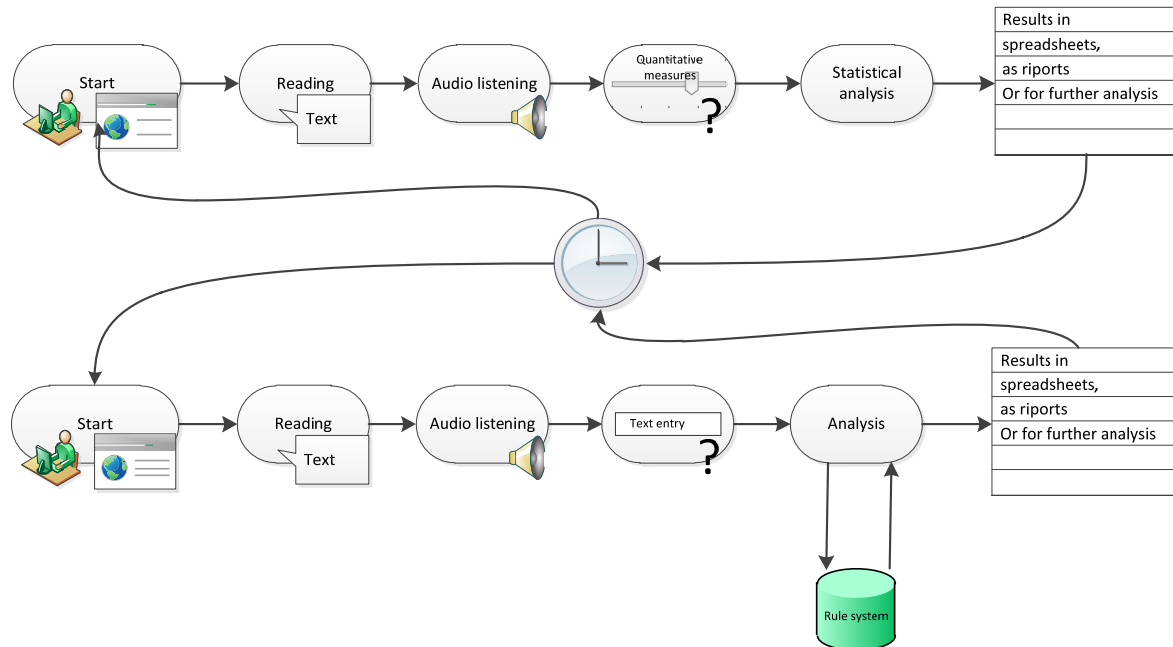 Start
Reading
Text
Audio listening
Quantitative
measures
?
Statistical
analysis
Results in
spreadsheets,
as riports
Or for further analysis
Start
Reading
Text
Audio listening
Text entry
?
Analysis
Results in
spreadsheets,
as riports
Or for further analysis
Rule system